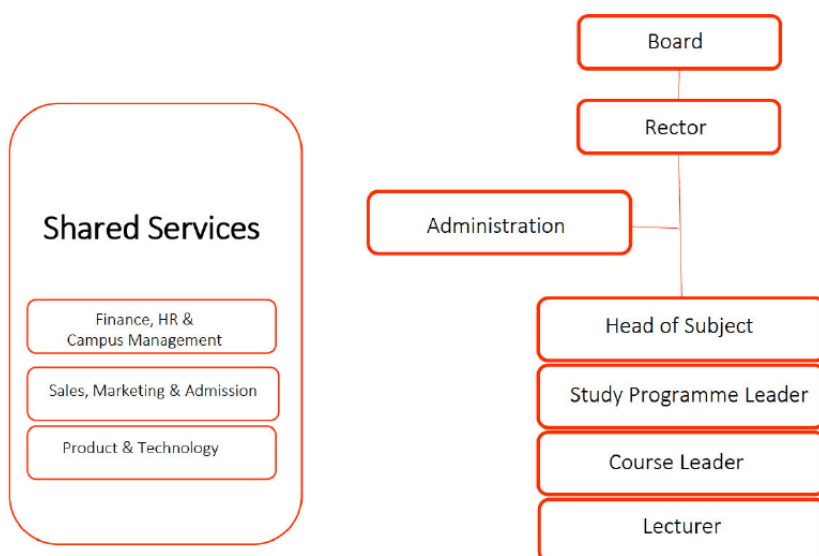 Board
Rector
Administration
Shared Services
Finance, HR &
Campus Management
Sales, Marketing & Admission
Product & Technology
Head of Subject
Study Programme Leader
Course Leader
Lecturer